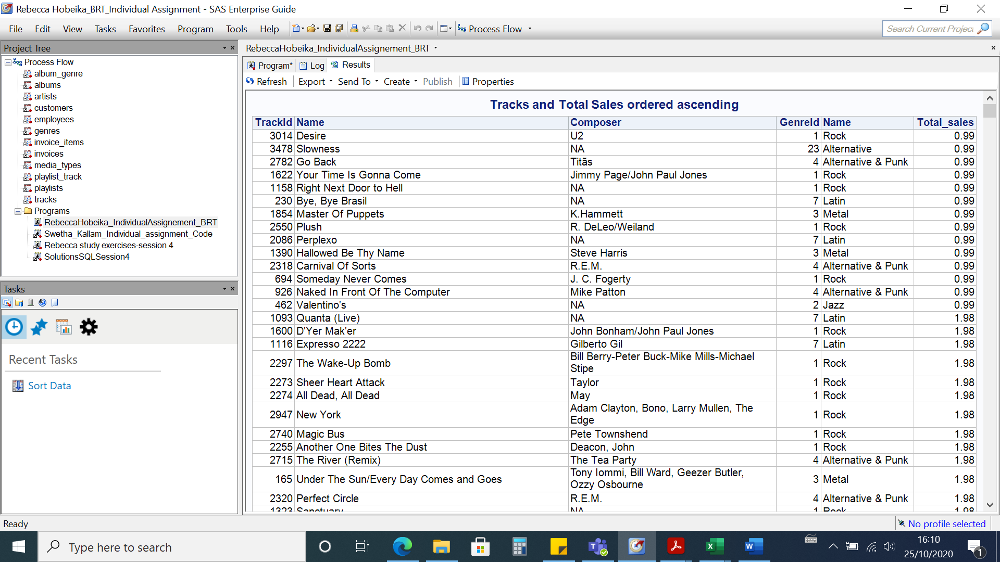 Rebecca Hobeika_BRT_Individual Assignment - SAS Enterprise Guide
File Edit View Tasks Favorites Program Tools Help Process Flow Search Current Project
Project Tree
Process Flow
album_genre
albums
artists
customers
employees
genres
invoice_items
invoices
media_types
playlist_track
playlists
tracks
Programs
RebeccaHobeika_IndividualAssignement_BRT
Swetha_Kallam_Individual_assignment_Code
Rebecca study exercises-session 4
SolutionsSQLSession4
Tasks
Recent Tasks
Sort Data
RebeccaHobeika_IndividualAssignement_BRT
Program* Log Results
Refresh Export Send To Create Publish Properties
Tracks and Total Sales ordered ascending
TrackId Name Composer GenreId Name Total_sales
3014 Desire U2 1 Rock 0.99
3478 Slowness NA 23 Alternative 0.99
2782 Go Back Titãs 4 Alternative & Punk 0.99
1622 Your Time Is Gonna Come Jimmy Page/John Paul Jones 1 Rock 0.99
1158 Right Next Door to Hell NA 1 Rock 0.99
230 Bye, Bye Brasil NA 7 Latin 0.99
1854 Master Of Puppets K.Hammett 3 Metal 0.99
2550 Plush R. DeLeo/Weiland 1 Rock 0.99
2086 Perplexo NA 7 Latin 0.99
1390 Hallowed Be Thy Name Steve Harris 3 Metal 0.99
2318 Carnival Of Sorts R.E.M. 4 Alternative & Punk 0.99
694 Someday Never Comes J. C. Fogerty 1 Rock 0.99
926 Naked In Front Of The Computer Mike Patton 4 Alternative & Punk 0.99
462 Valentino's NA 2 Jazz 0.99
1093 Quanta (Live) NA 7 Latin 1.98
1600 D'Yer Mak'er John Bonham/John Paul Jones 1 Rock 1.98
1116 Expresso 2222 Gilberto Gil 7 Latin 1.98
2297 The Wake-Up Bomb Bill Berry-Peter Buck-Mike Mills-Michael Stipe 1 Rock 1.98
2273 Sheer Heart Attack Taylor 1 Rock 1.98
2274 All Dead, All Dead May 1 Rock 1.98
2947 New York Adam Clayton, Bono, Larry Mullen, The Edge 1 Rock 1.98
2740 Magic Bus Pete Townshend 1 Rock 1.98
2255 Another One Bites The Dust Deacon, John 1 Rock 1.98
2715 The River (Remix) The Tea Party 4 Alternative & Punk 1.98
165 Under The Sun/Every Day Comes and Goes Tony Iommi, Bill Ward, Geezer Butler, Ozzy Osbourne 3 Metal 1.98
2320 Perfect Circle R.E.M. 4 Alternative & Punk 1.98
1323 Sanctuary NA 1 Rock 1.98
Ready No profile selected
Type here to search
16:10
25/10/2020
1